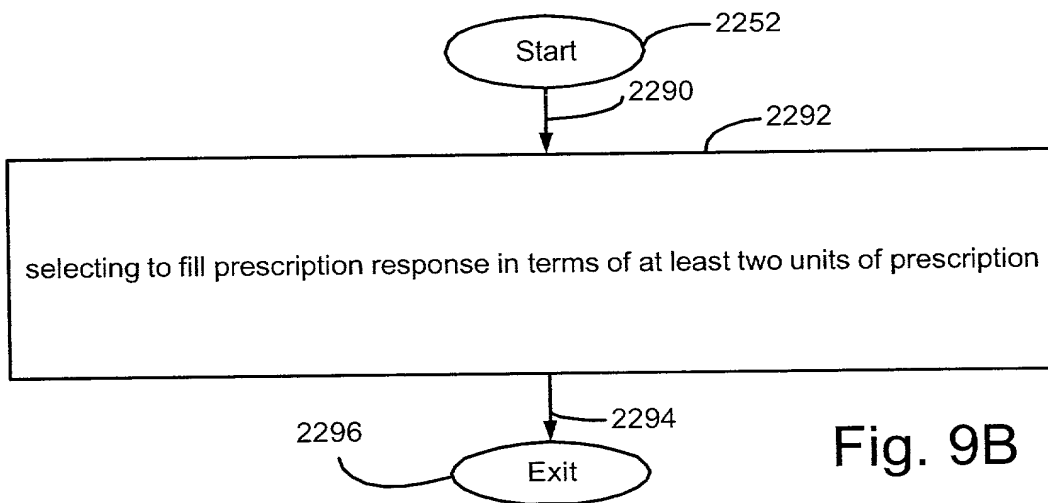 Start
2252
2290
2292
selecting to fill prescription response in terms of at least two units of prescription
2294
2296
Exit
Fig. 9B